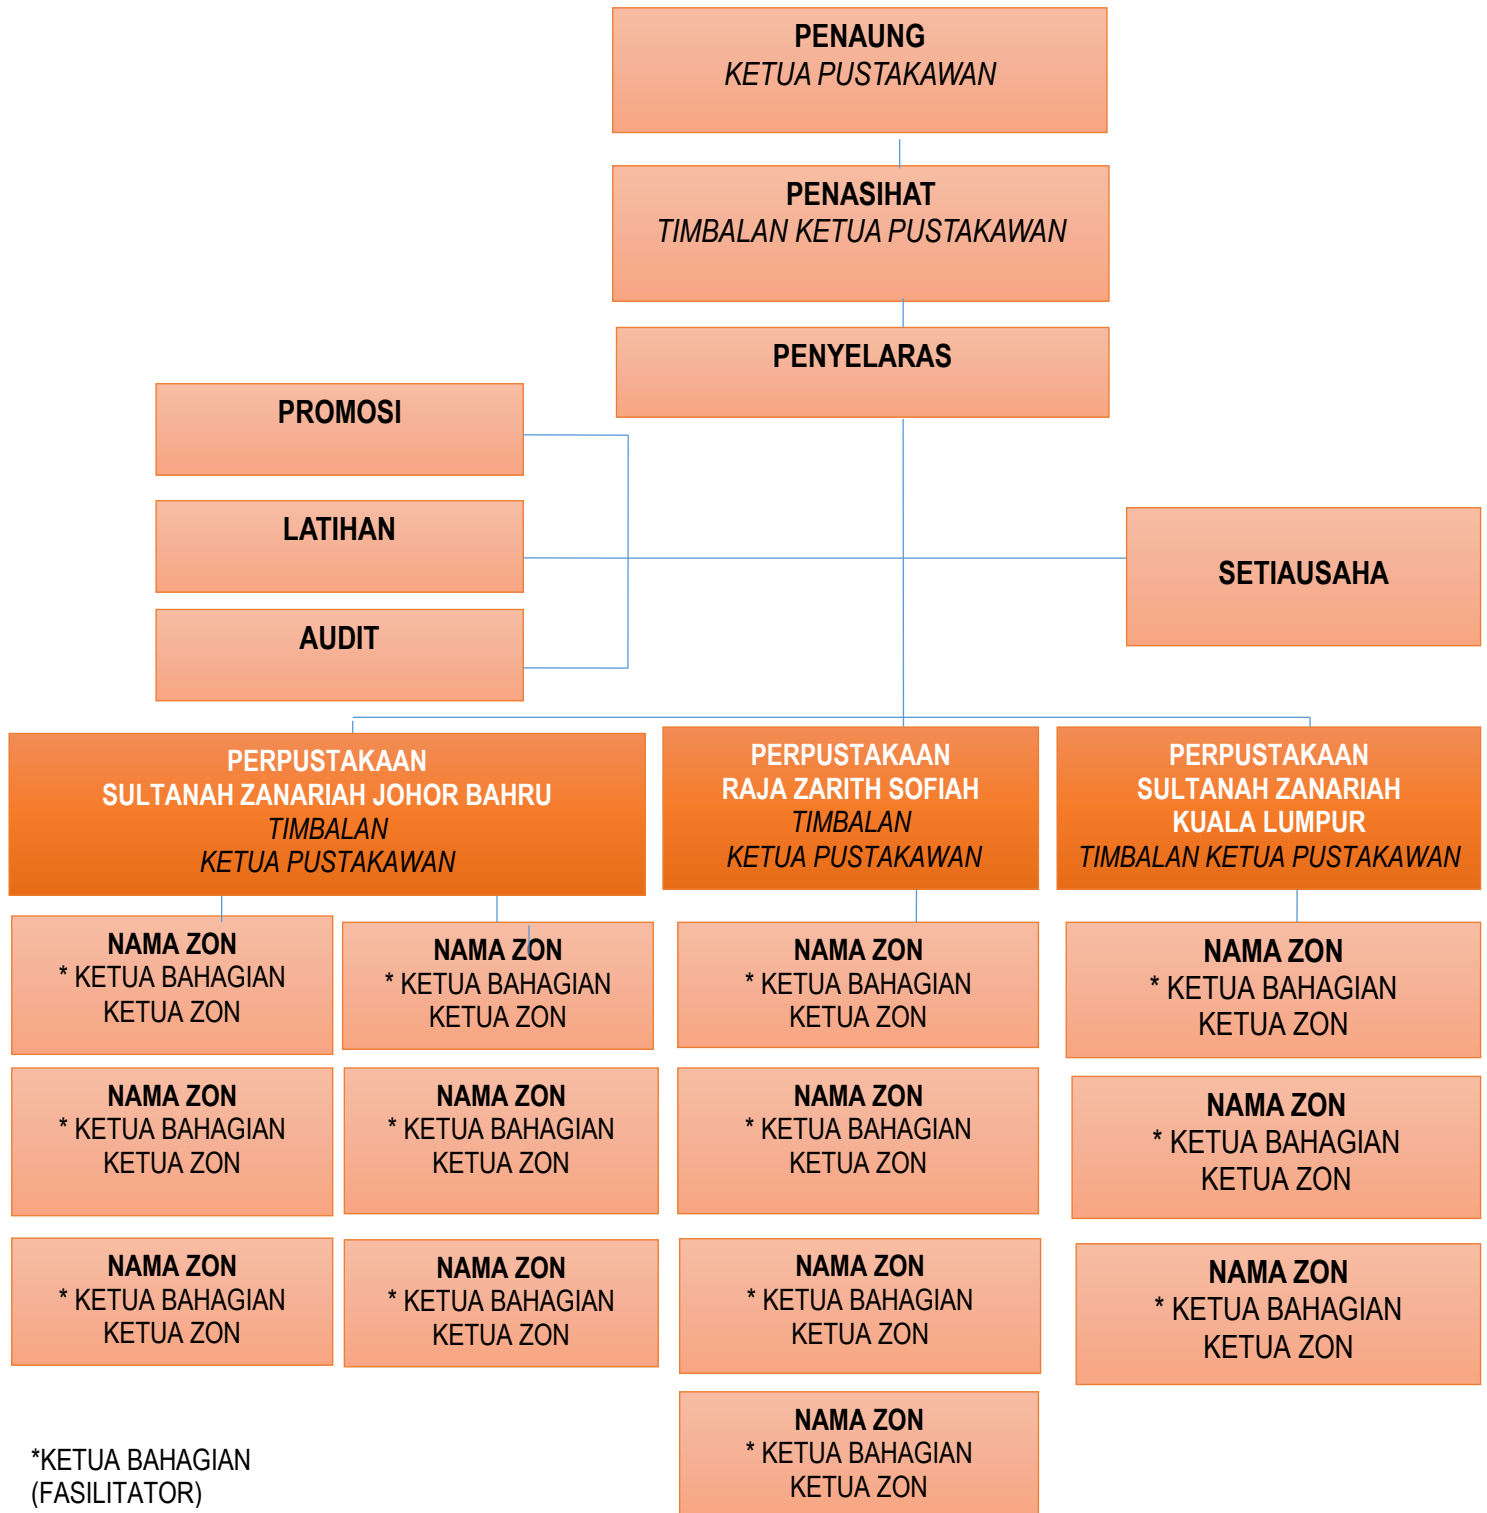 PENAUNG
KETUA PUSTAKAWAN
PENASIHAT
TIMBALAN KETUA PUSTAKAWAN
PENYELARAS
PROMOSI
LATIHAN
AUDIT
SETIAUSAHA
PERPUSTAKAAN
SULTANAH ZANARIAH JOHOR BAHRU
TIMBALAN
KETUA PUSTAKAWAN
PERPUSTAKAAN
RAJA ZARITH SOFIAH
TIMBALAN
KETUA PUSTAKAWAN
PERPUSTAKAAN
SULTANAH ZANARIAH
KUALA LUMPUR
TIMBALAN KETUA PUSTAKAWAN
NAMA ZON
* KETUA BAHAGIAN
KETUA ZON
NAMA ZON
* KETUA BAHAGIAN
KETUA ZON
NAMA ZON
* KETUA BAHAGIAN
KETUA ZON
NAMA ZON
* KETUA BAHAGIAN
KETUA ZON
NAMA ZON
* KETUA BAHAGIAN
KETUA ZON
NAMA ZON
* KETUA BAHAGIAN
KETUA ZON
NAMA ZON
* KETUA BAHAGIAN
KETUA ZON
NAMA ZON
* KETUA BAHAGIAN
KETUA ZON
NAMA ZON
* KETUA BAHAGIAN
KETUA ZON
NAMA ZON
* KETUA BAHAGIAN
KETUA ZON
NAMA ZON
* KETUA BAHAGIAN
KETUA ZON
NAMA ZON
* KETUA BAHAGIAN
KETUA ZON
NAMA ZON
* KETUA BAHAGIAN
KETUA ZON
*KETUA BAHAGIAN
(FASILITATOR)